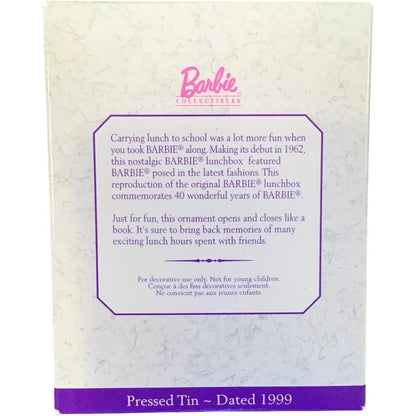 Barbie
COLLECTIBLES
Carrying lunch to school was a lot more fun when
you took BARBIE® along. Making its debut in 1962,
this nostalgic BARBIE® lunchbox featured
BARBIE® posed in the latest fashions. This
reproduction of the original BARBIE® lunchbox
commemorates 40 wonderful years of BARBIE®.
Just for fun, this ornament opens and closes like a
book. It's sure to bring back memories of many
exciting lunch hours spent with friends.
For decorative use only. Not for young children.
Conçue à des fins décoratives seulement.
Ne convient pas aux jeunes enfants.
Pressed Tin ~ Dated 1999